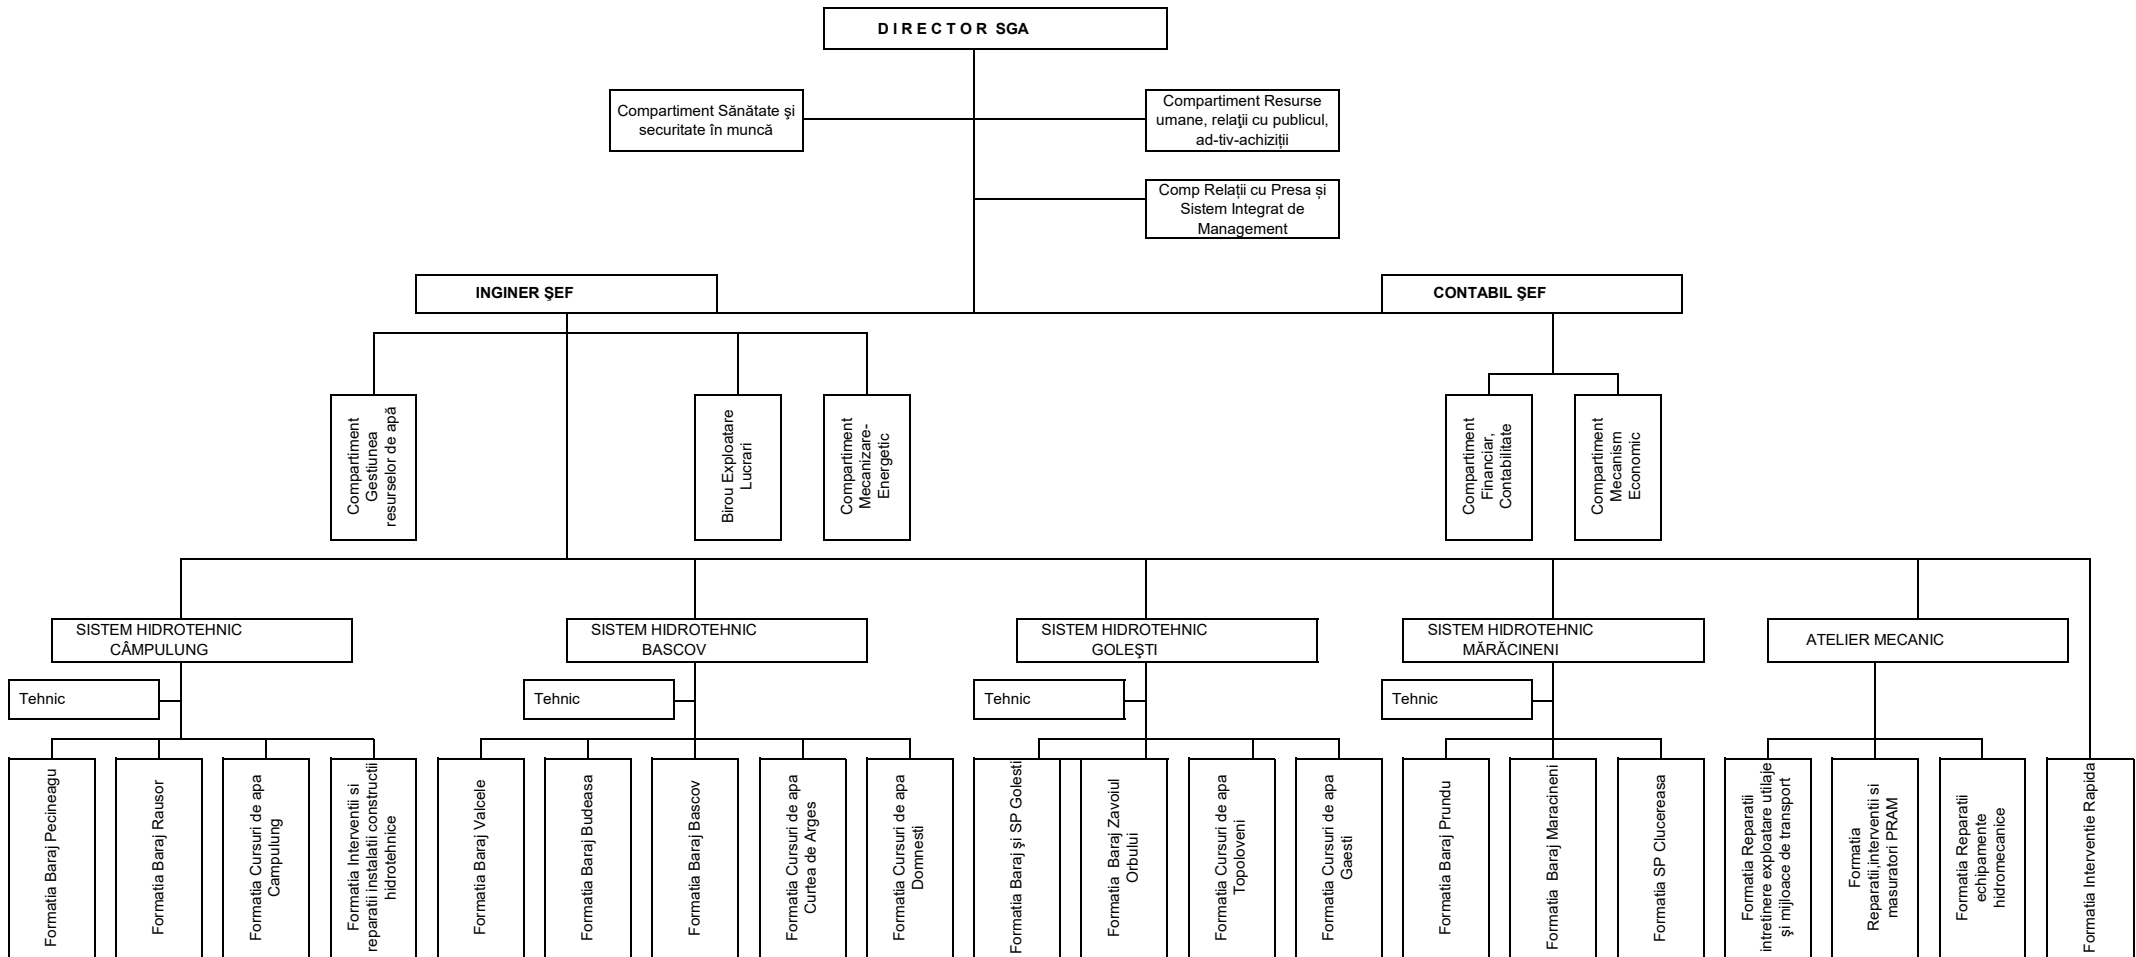 D I R E C T O R  SGA
Compartiment Sănătate şi
securitate în muncă
Compartiment Resurse
umane, relaţii cu publicul,
ad-tiv-achiziții
Comp Relații cu Presa și
Sistem Integrat de
Management
INGINER ŞEF
CONTABIL ŞEF
Compartiment
Gestiunea
resurselor de apă
Birou Exploatare
Lucrari
Compartiment
Mecanizare-
Energetic
Compartiment
Financiar,
Contabilitate
Compartiment
Mecanism
Economic
SISTEM HIDROTEHNIC
CÂMPULUNG
SISTEM HIDROTEHNIC
BASCOV
SISTEM HIDROTEHNIC
GOLEŞTI
SISTEM HIDROTEHNIC
MĂRĂCINENI
ATELIER MECANIC
Tehnic
Tehnic
Tehnic
Tehnic
Formatia Baraj Pecineagu
Formatia Baraj Rausor
Formatia Cursuri de apa
Campulung
Formatia Interventii si
reparatii instalatii constructii
hidrotehnice
Formatia Baraj Valcele
Formatia Baraj Budeasa
Formatia Baraj Bascov
Formatia Cursuri de apa
Curtea de Arges
Formatia Cursuri de apa
Domnesti
Formatia Baraj şi SP Golesti
Formatia  Baraj Zavoiul
Orbului
Formatia Cursuri de apa
Topoloveni
Formatia Cursuri de apa
Gaesti
Formatia Baraj Prundu
Formatia  Baraj Maracineni
Formatia SP Clucereasa
Formatia Reparatii
intretinere exploatare utilaje
şi mijloace de transport
Formatia
Reparatii,interventii si
masuratori PRAM
Formatia Reparatii
echipamente
hidromecanice
Formatia Interventie Rapida